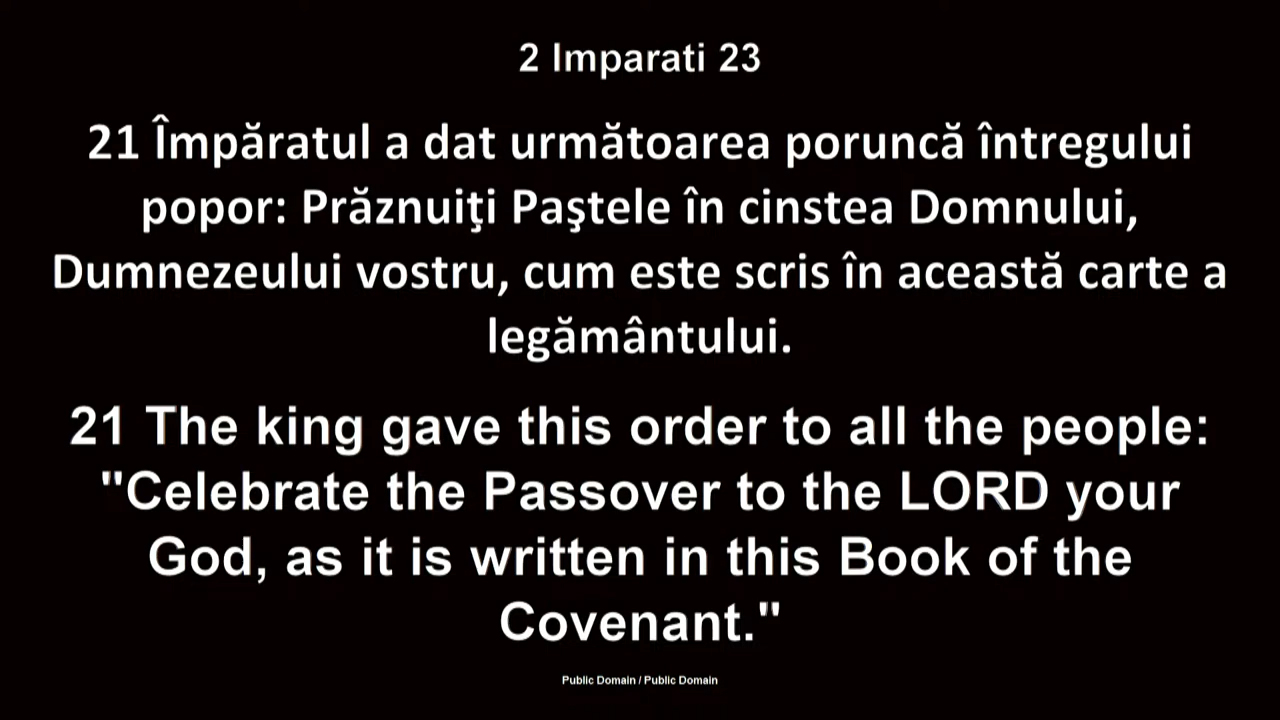 2 Imparati 23
21 Împăratul a dat următoarea poruncă întregului
popor: Prăznuiţi Paştele în cinstea Domnului,
Dumnezeului vostru, cum este scris în această carte a
legământului.
21 The king gave this order to all the people:
"Celebrate the Passover to the LORD your
God, as it is written in this Book of the
Covenant."
Public Domain / Public Domain